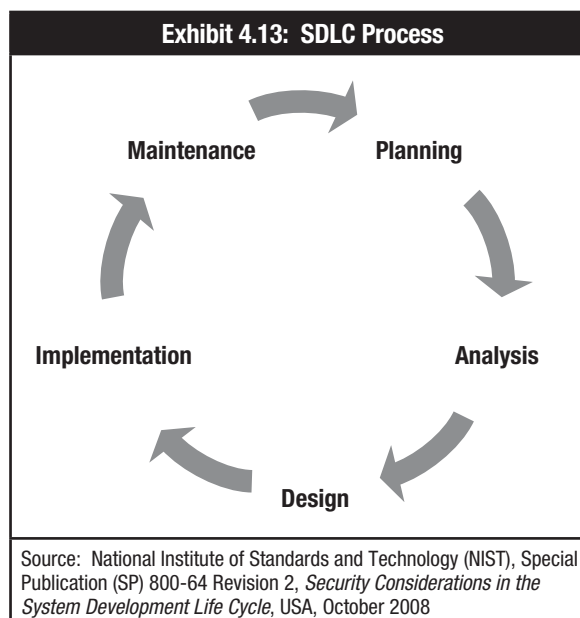 Exhibit 4.13: SDLC Process
Maintenance
Planning
Implementation
Analysis
Design
Source: National Institute of Standards and Technology (NIST), Special
Publication (SP) 800-64 Revision 2, Security Considerations in the
System Development Life Cycle, USA, October 2008